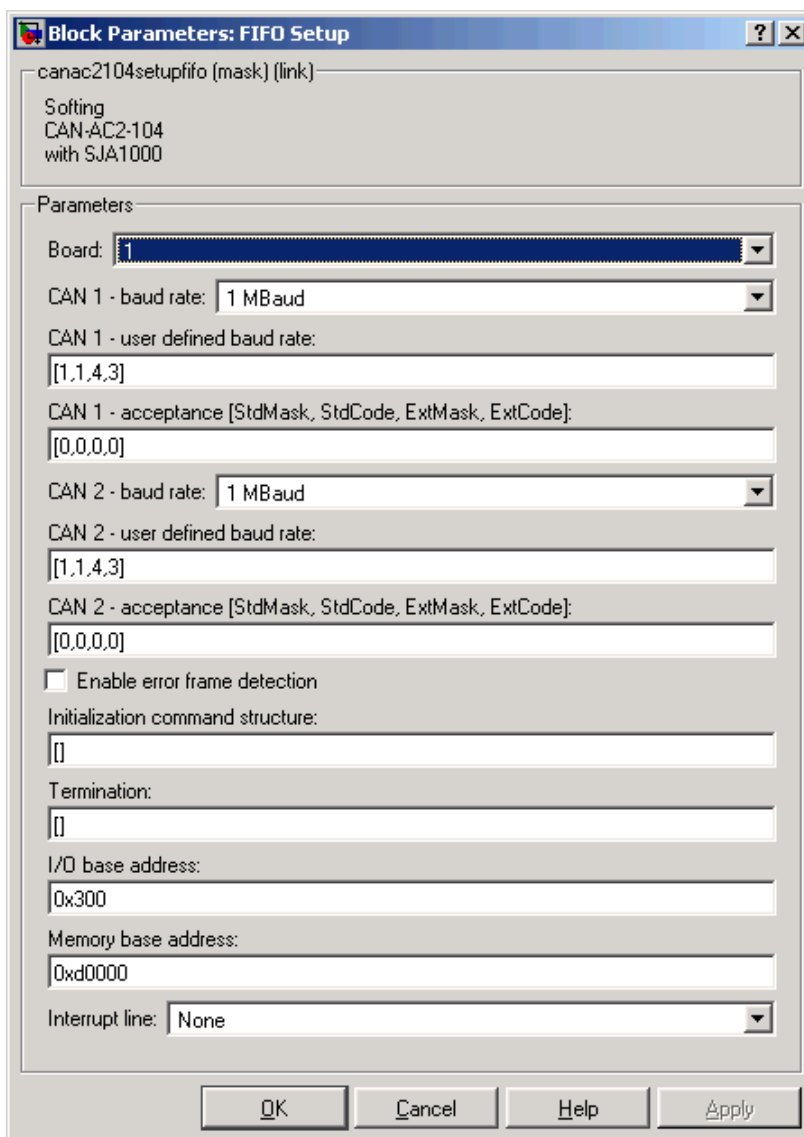 Block Parameters: FIFO Setup
canac2104setupfifo (mask) (link)
Softing
CAN-AC2-104
with SJA1000
Parameters
Board: 1
CAN 1 - baud rate: 1 MBaud
CAN 1 - user defined baud rate:
[1,1,4,3]
CAN 1 - acceptance [StdMask, StdCode, ExtMask, ExtCode]:
[0,0,0,0]
CAN 2 - baud rate: 1 MBaud
CAN 2 - user defined baud rate:
[1,1,4,3]
CAN 2 - acceptance [StdMask, StdCode, ExtMask, ExtCode]:
[0,0,0,0]
Enable error frame detection
Initialization command structure:
[]
Termination:
[]
I/O base address:
0x300
Memory base address:
0xd0000
Interrupt line: None
OK Cancel Help Apply